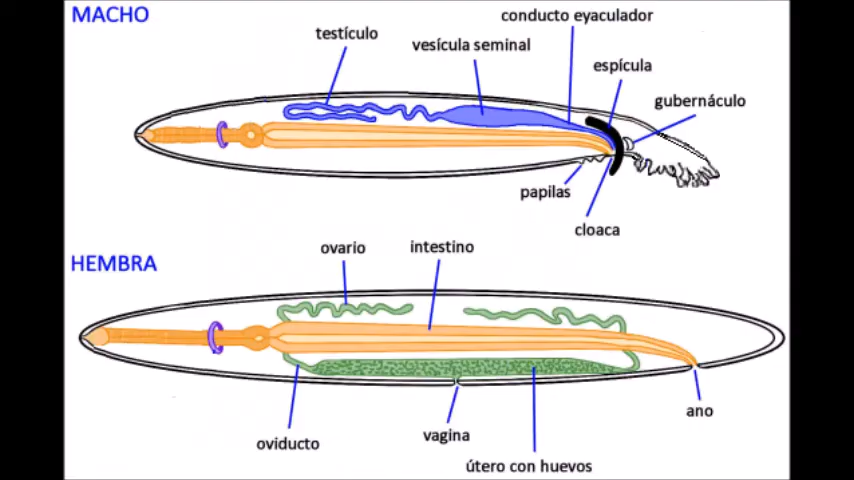 MACHO
testículo
vesícula seminal
conducto eyaculador
espícula
gubernáculo
papilas
cloaca
HEMBRA
ovario
intestino
oviducto
vagina
útero con huevos
ano